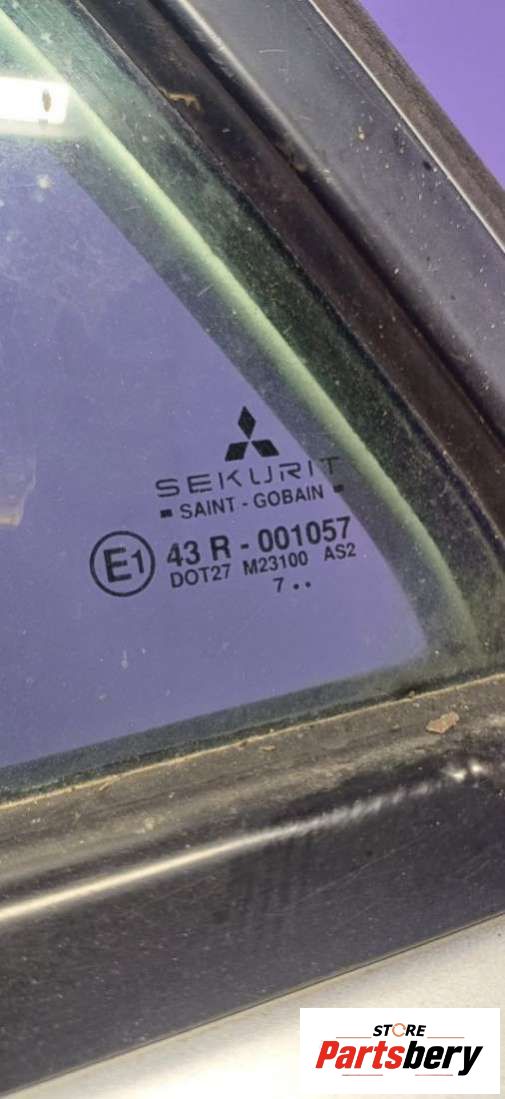 SEKURIT
SAINT - GOBAIN
E1 43 R - 001057
DOT27 M23100 AS2
7 ..
STORE
Partsbery